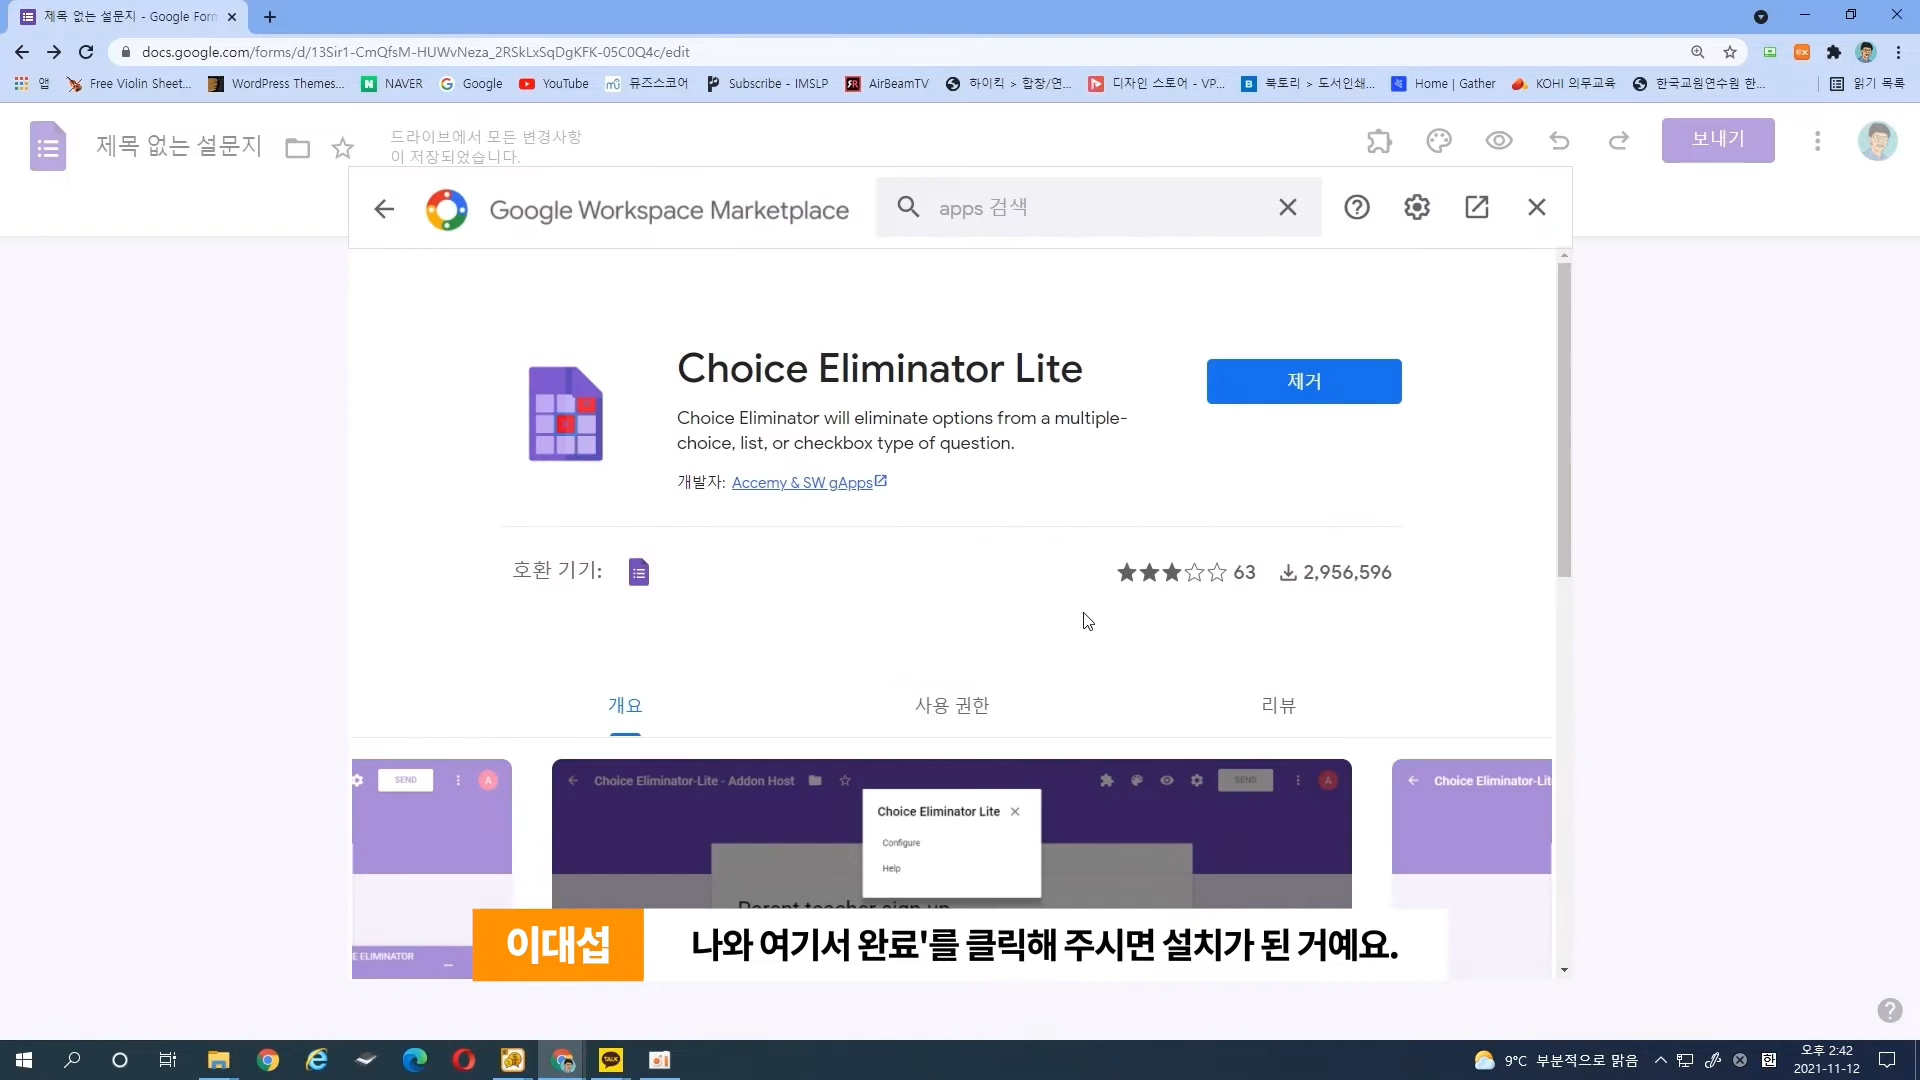 제목 없는 설문지 - Google Form
docs.google.com/forms/d/13Sir1-CmQfsM-HUWvNeza_2RSkLxSqDgKFK-05C0Q4c/edit
앱 Free Violin Sheet... WordPress Themes... NAVER Google YouTube 뮤즈스코어 Subscribe - IMSLP AirBeamTV 하이킥 > 합창/연... 디자인 스토어 - VP... 북토리 > 도서인쇄... Home | Gather KOHI 의무교육 한국교원연수원 한... 읽기 목록
제목 없는 설문지
드라이브에서 모든 변경사항
이 저장되었습니다.
보내기
Google Workspace Marketplace
apps 검색
Choice Eliminator Lite
제거
Choice Eliminator will eliminate options from a multiple-
choice, list, or checkbox type of question.
개발자: Accemy & SW gApps
호환 기기:
63
2,956,596
개요 사용 권한 리뷰
SEND A
Choice Eliminator-Lite - Addon Host
SEND A
Choice Eliminator-Lit
Choice Eliminator Lite
Configure
Help
Parent teacher sign up
E ELIMINATOR
이대섭 나와 여기서 완료'를 클릭해 주시면 설치가 된 거예요.
TALK
9°C 부분적으로 맑음
한
오후 2:42
2021-11-12